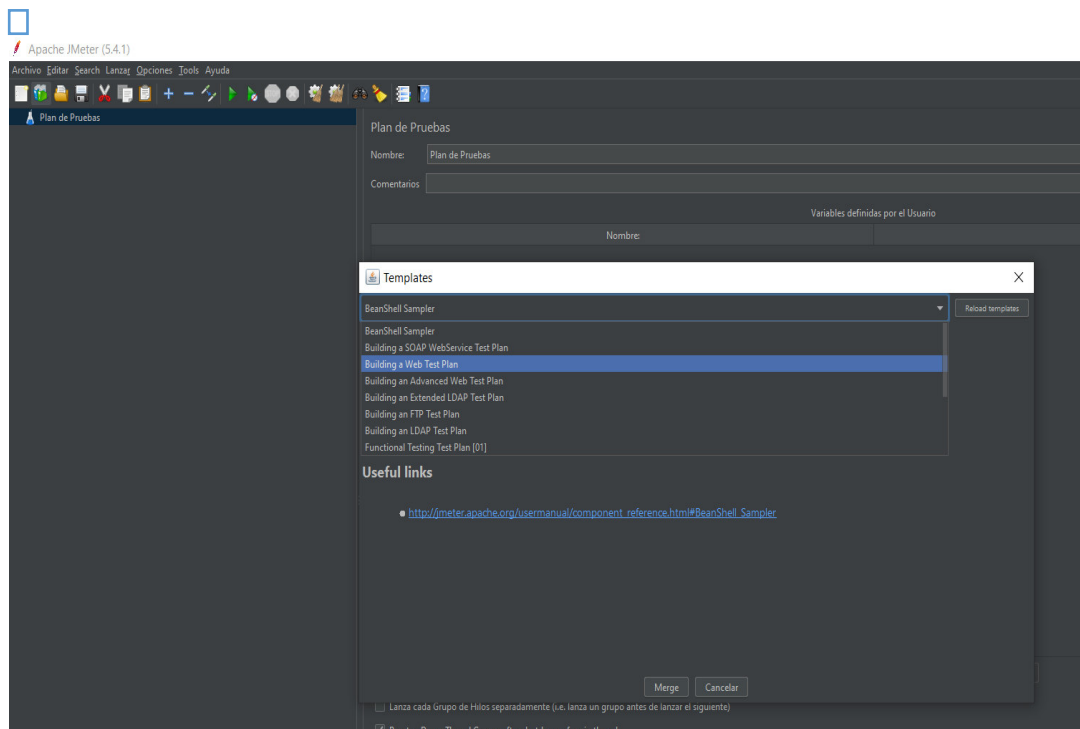 Apache JMeter (5.4.1)
Archivo Editar Search Lanzar Opciones Tools Ayuda
Plan de Pruebas
Plan de Pruebas
Nombre: Plan de Pruebas
Comentarios
Variables definidas por el Usuario
Nombre:
Templates
BeanShell Sampler
Reload templates
BeanShell Sampler
Building a SOAP WebService Test Plan
Building a Web Test Plan
Building an Advanced Web Test Plan
Building an Extended LDAP Test Plan
Building an FTP Test Plan
Building an LDAP Test Plan
Functional Testing Test Plan [01]
Useful links
http://jmeter.apache.org/usermanual/component_reference.html#BeanShell_Sampler
Merge Cancelar
Lanza cada Grupo de Hilos separadamente (i.e. lanza un grupo antes de lanzar el siguiente)